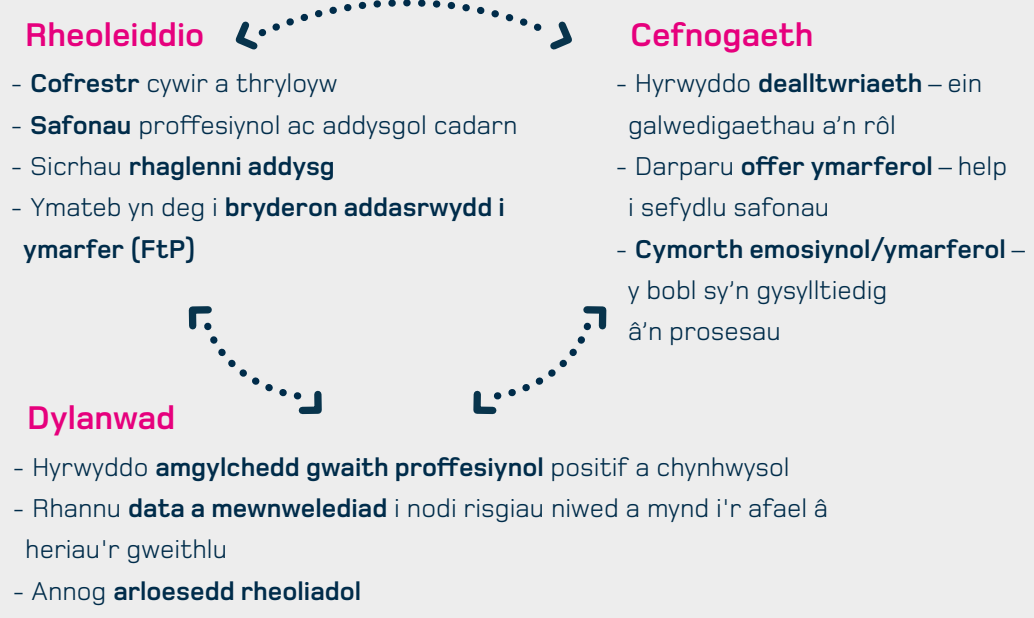 Rheoleiddio
- Cofrestr cywir a thryloyw
- Safonau proffesiynol ac addysgol cadarn
- Sicrhau rhaglenni addysg
- Ymateb yn deg i bryderon addasrwydd i
ymarfer (FtP)
Cefnogaeth
- Hyrwyddo dealltwriaeth – ein
galwedigaethau a’n rôl
- Darparu offer ymarferol – help
i sefydlu safonau
- Cymorth emosiynol/ymarferol –
y bobl sy’n gysylltiedig
â’n prosesau
Dylanwad
- Hyrwyddo amgylchedd gwaith proffesiynol positif a chynhwysol
- Rhannu data a mewnwelediad i nodi risgiau niwed a mynd i'r afael â
heriau'r gweithlu
- Annog arloesedd rheoliadol